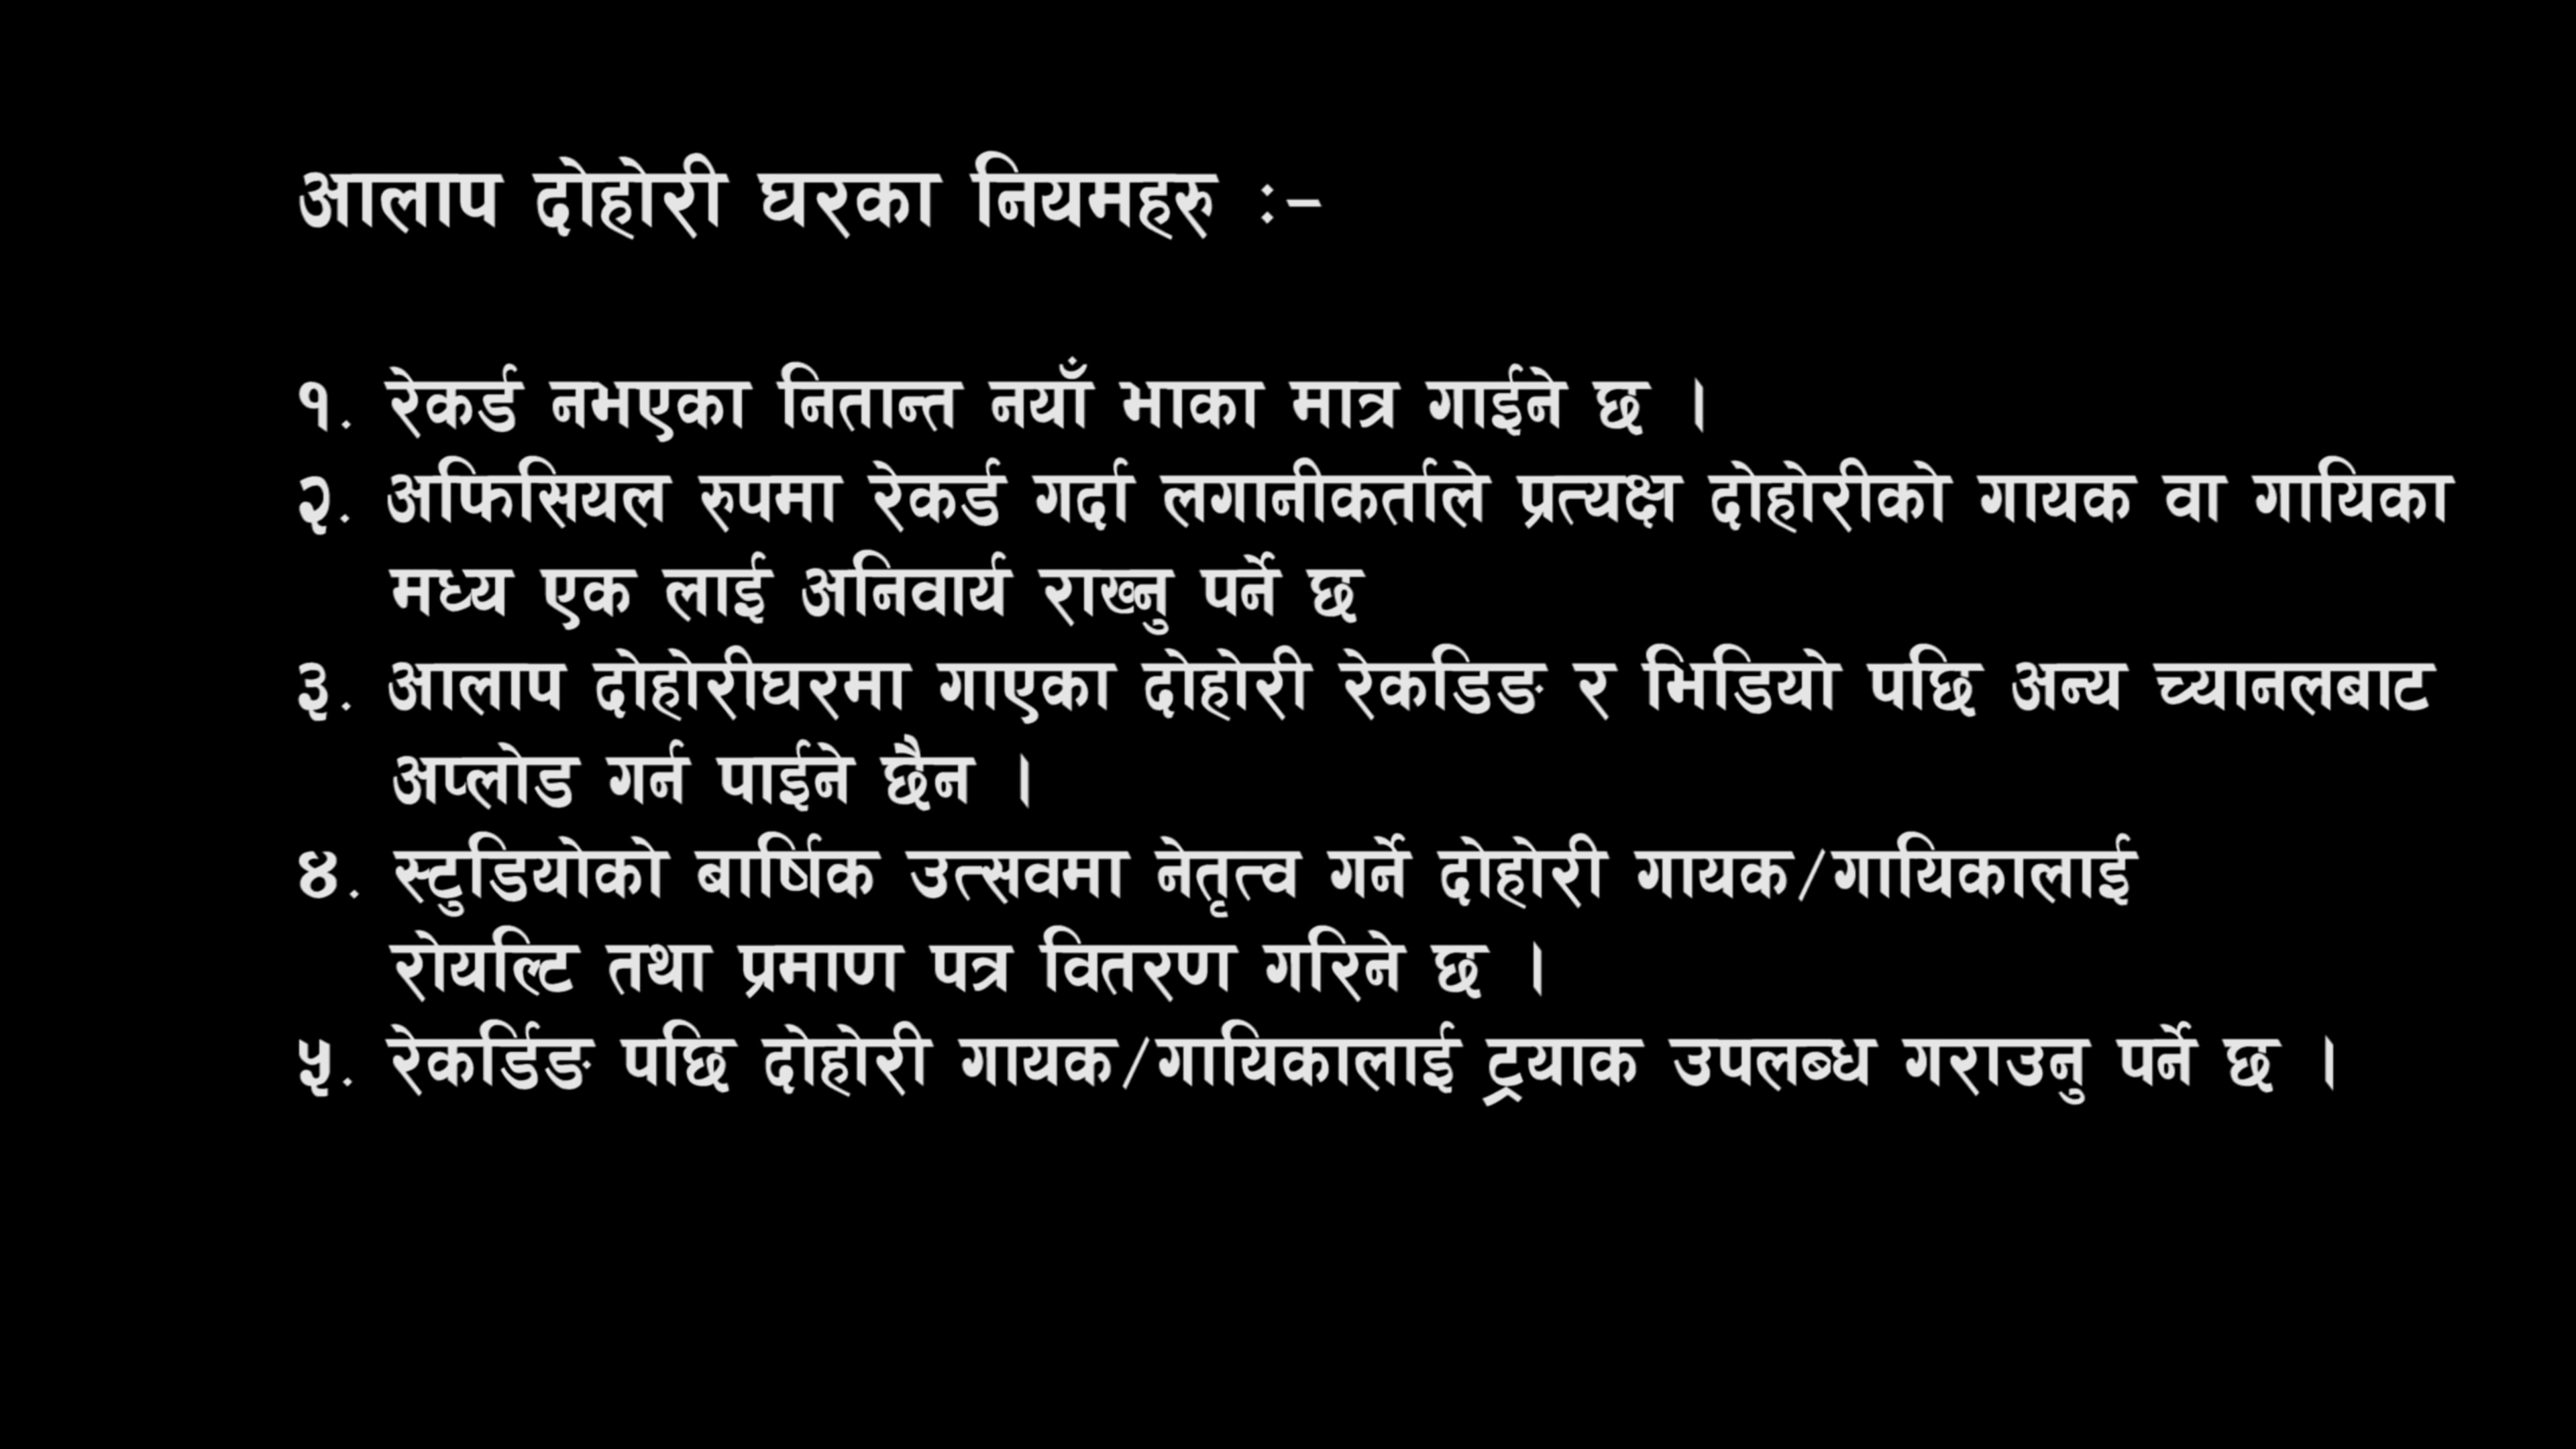 आलाप दोहोरी घरका नियमहरु :-
१. रेकर्ड नभएका नितान्त नयाँ भाका मात्र गाईने छ ।
२. अफिसियल रुपमा रेकर्ड गर्दा लगानीकर्ताले प्रत्यक्ष दोहोरीको गायक वा गायिका
मध्य एक लाई अनिवार्य राख्नु पर्ने छ
३. आलाप दोहोरीघरमा गाएका दोहोरी रेकडिङ र भिडियो पछि अन्य च्यानलबाट
अप्लोड गर्न पाईने छैन ।
४. स्टुडियोको बार्षिक उत्सवमा नेतृत्व गर्ने दोहोरी गायक/गायिकालाई
रोयल्टि तथा प्रमाण पत्र वितरण गरिने छ ।
५. रेकर्डिङ पछि दोहोरी गायक/गायिकालाई ट्रयाक उपलब्ध गराउनु पर्ने छ ।